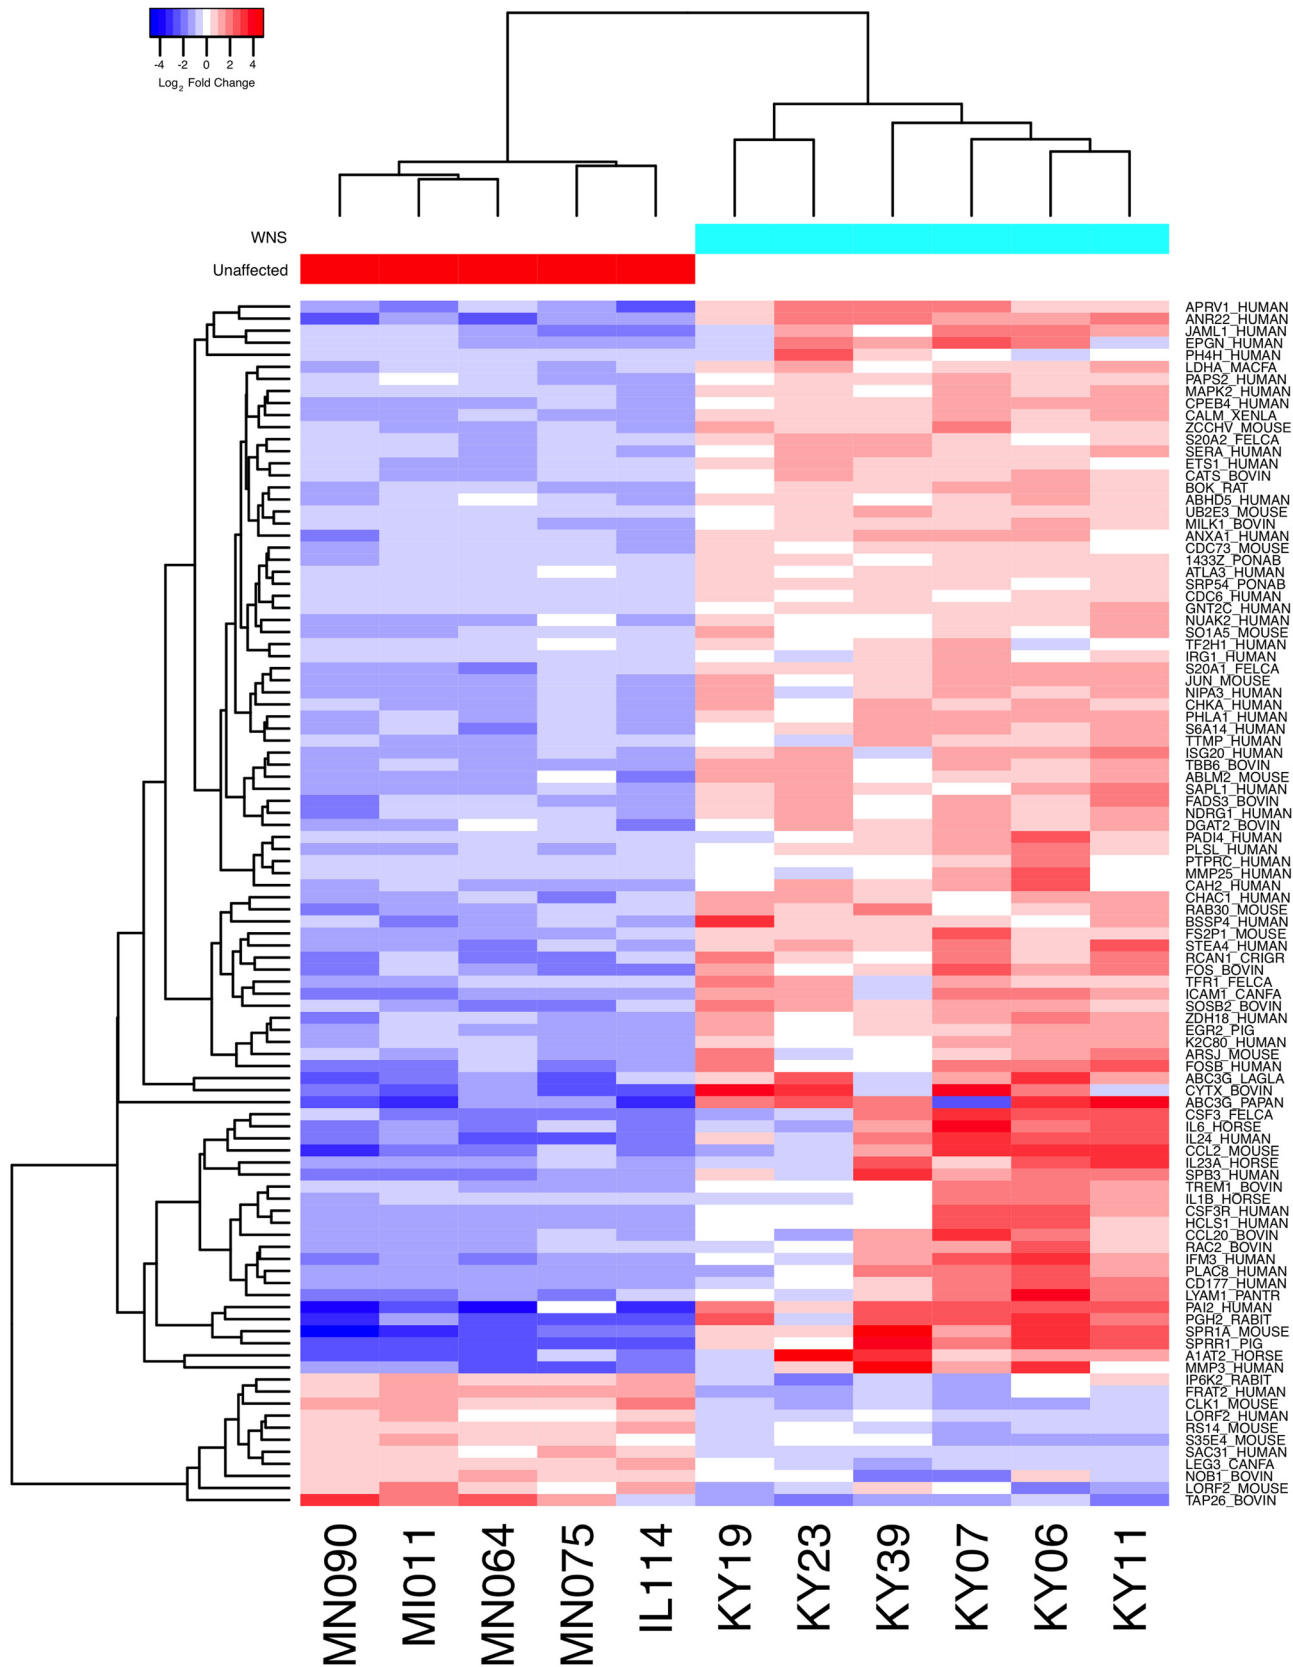 -4 -2 0 2 4
Log2 Fold Change
WNS
Unaffected
APRV1_HUMAN
ANR22_HUMAN
JAML1_HUMAN
EPGN_HUMAN
PH4H_HUMAN
LDHA_MACFA
PAPS2_HUMAN
MAPK2_HUMAN
CPEB4_HUMAN
CALM_XENLA
ZCCHV_MOUSE
S20A2_FELCA
SERA_HUMAN
ETS1_HUMAN
CATS_BOVIN
BOK_RAT
ABHD5_HUMAN
UB2E3_MOUSE
MILK1_BOVIN
ANXA1_HUMAN
CDC73_MOUSE
1433Z_PONAB
ATLA3_HUMAN
SRP54_PONAB
CDC6_HUMAN
GNT2C_HUMAN
NUAK2_HUMAN
SO1A5_MOUSE
TF2H1_HUMAN
IRG1_HUMAN
S20A1_FELCA
JUN_MOUSE
NIPA3_HUMAN
CHKA_HUMAN
PHLA1_HUMAN
S6A14_HUMAN
TTMP_HUMAN
ISG20_HUMAN
TBB6_BOVIN
ABLM2_MOUSE
SAPL1_HUMAN
FADS3_BOVIN
NDRG1_HUMAN
DGAT2_BOVIN
PADI4_HUMAN
PLSL_HUMAN
PTPRC_HUMAN
MMP25_HUMAN
CAH2_HUMAN
CHAC1_HUMAN
RAB30_MOUSE
BSSP4_HUMAN
FS2P1_MOUSE
STEA4_HUMAN
RCAN1_CRIGR
FOS_BOVIN
TFR1_FELCA
ICAM1_CANFA
SOSB2_BOVIN
ZDH18_HUMAN
EGR2_PIG
K2C80_HUMAN
ARSJ_MOUSE
FOSB_HUMAN
ABC3G_LAGLA
CYTX_BOVIN
ABC3G_PAPAN
CSF3_FELCA
IL6_HORSE
IL24_HUMAN
CCL2_MOUSE
IL23A_HORSE
SPB3_HUMAN
TREM1_BOVIN
IL1B_HORSE
CSF3R_HUMAN
HCLS1_HUMAN
CCL20_BOVIN
RAC2_BOVIN
IFM3_HUMAN
PLAC8_HUMAN
CD177_HUMAN
LYAM1_PANTR
PAI2_HUMAN
PGH2_RABIT
SPR1A_MOUSE
SPRR1_PIG
A1AT2_HORSE
MMP3_HUMAN
IP6K2_RABIT
FRAT2_HUMAN
CLK1_MOUSE
LORF2_HUMAN
RS14_MOUSE
S35E4_MOUSE
SAC31_HUMAN
LEG3_CANFA
NOB1_BOVIN
LORF2_MOUSE
TAP26_BOVIN
MN090 MI011 MN064 MN075 IL114 KY19 KY23 KY39 KY07 KY06 KY11